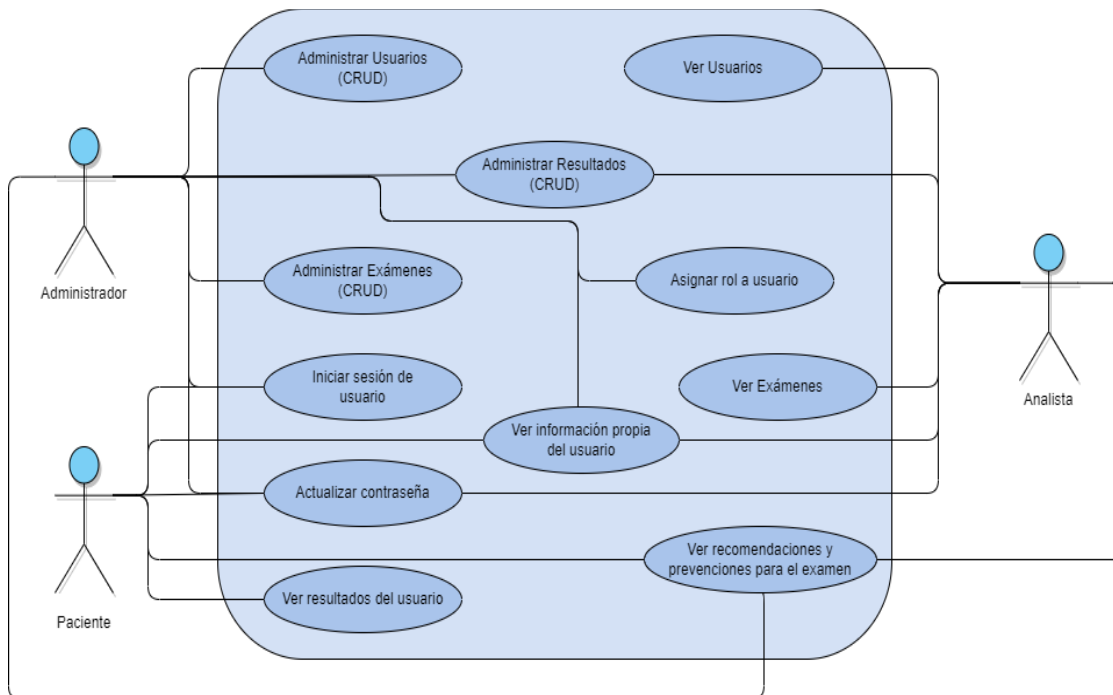 Administrar Usuarios
(CRUD)
Ver Usuarios
Administrar Resultados
(CRUD)
Administrador
Administrar Exámenes
(CRUD)
Asignar rol a usuario
Iniciar sesión de
usuario
Ver Exámenes
Analista
Ver información propia
del usuario
Actualizar contraseña
Ver recomendaciones y
prevenciones para el examen
Ver resultados del usuario
Paciente